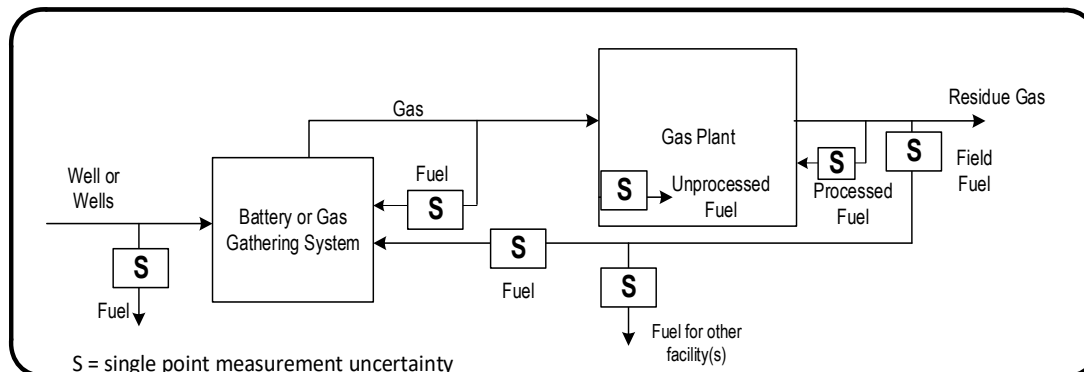 Residue Gas
Gas
Gas Plant
S
S
Field
Fuel
Well or
Wells
Fuel
S
S
Unprocessed
Fuel
Processed
Fuel
Battery or Gas
Gathering System
S
S
S
Fuel
Fuel
Fuel for other
facility(s)
S = single point measurement uncertainty